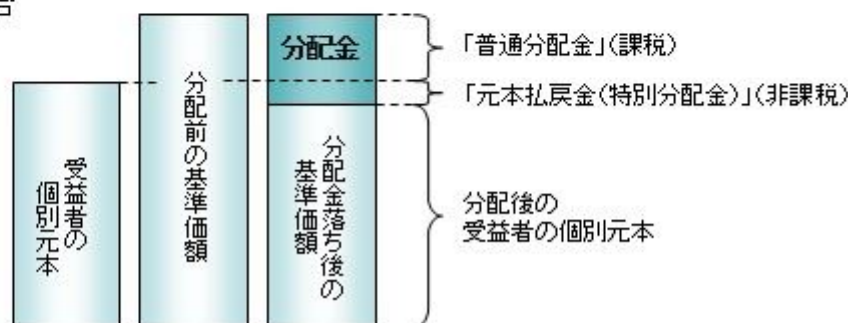 分配金
「普通分配金」(課税)
「元本払戻金(特別分配金)」(非課税)
受益者の
個別元本
分配前の基準価額
分配金落ち後の
基準価額
分配後の
受益者の個別元本